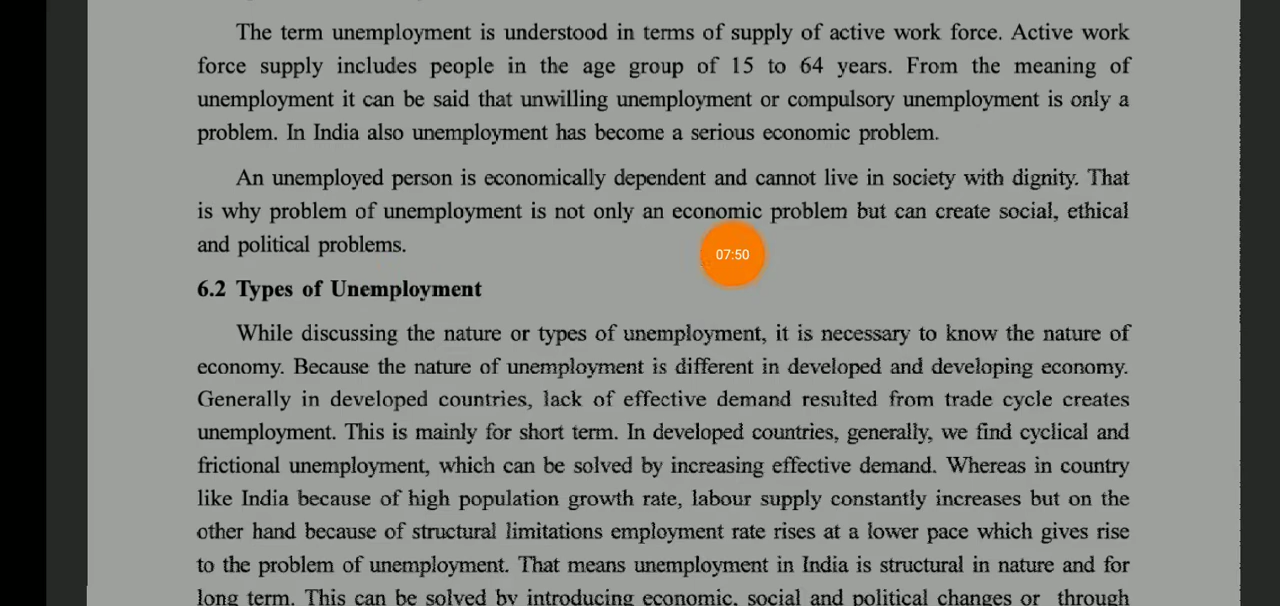 The term unemployment is understood in terms of supply of active work force. Active work
force supply includes people in the age group of 15 to 64 years. From the meaning of
unemployment it can be said that unwilling unemployment or compulsory unemployment is only a
problem. In India also unemployment has become a serious economic problem.
An unemployed person is economically dependent and cannot live in society with dignity. That
is why problem of unemployment is not only an economic problem but can create social, ethical
and political problems.
07:50
6.2 Types of Unemployment
While discussing the nature or types of unemployment, it is necessary to know the nature of
economy. Because the nature of unemployment is different in developed and developing economy.
Generally in developed countries, lack of effective demand resulted from trade cycle creates
unemployment. This is mainly for short term. In developed countries, generally, we find cyclical and
frictional unemployment, which can be solved by increasing effective demand. Whereas in country
like India because of high population growth rate, labour supply constantly increases but on the
other hand because of structural limitations employment rate rises at a lower pace which gives rise
to the problem of unemployment. That means unemployment in India is structural in nature and for
long term. This can be solved by introducing economic, social and political changes or through